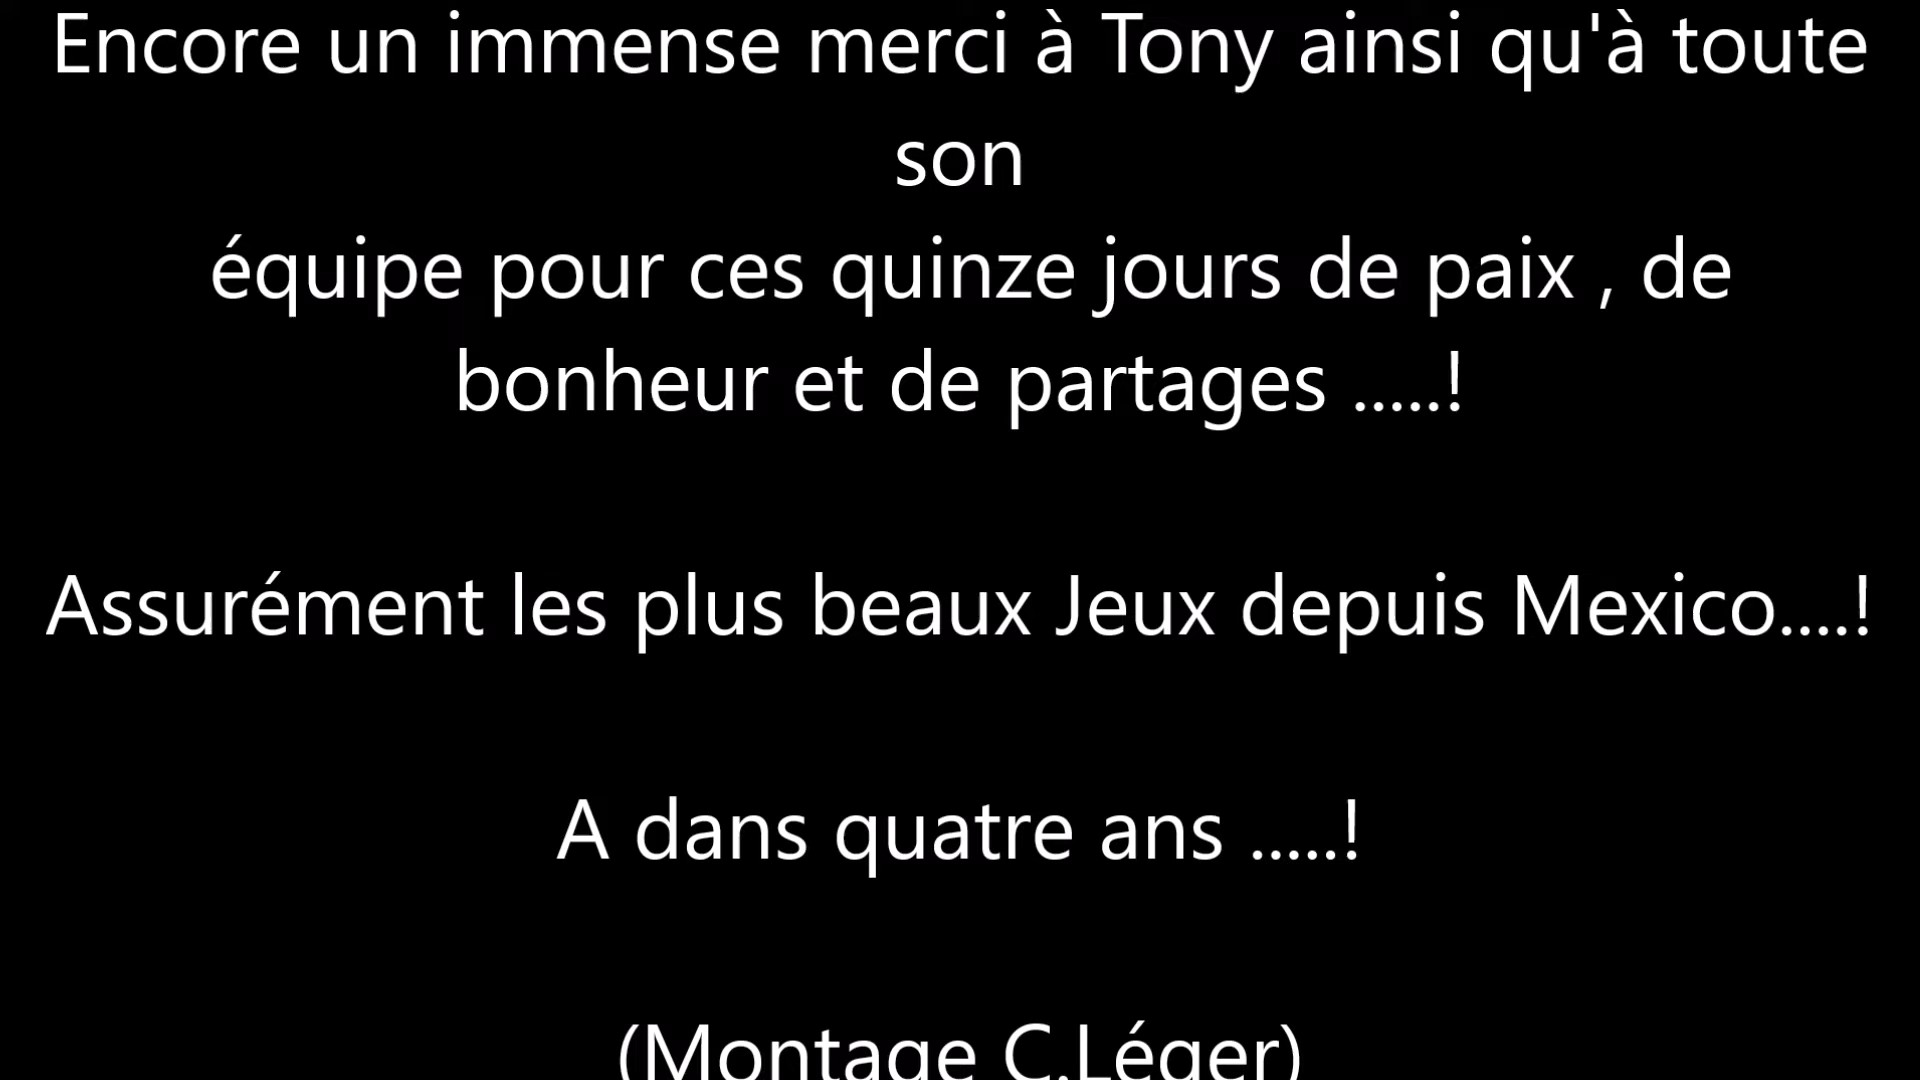 Encore un immense merci à Tony ainsi qu'à toute
son
équipe pour ces quinze jours de paix , de
bonheur et de partages .....!
Assurément les plus beaux Jeux depuis Mexico....!
A dans quatre ans .....!
(Montage C.Léger)